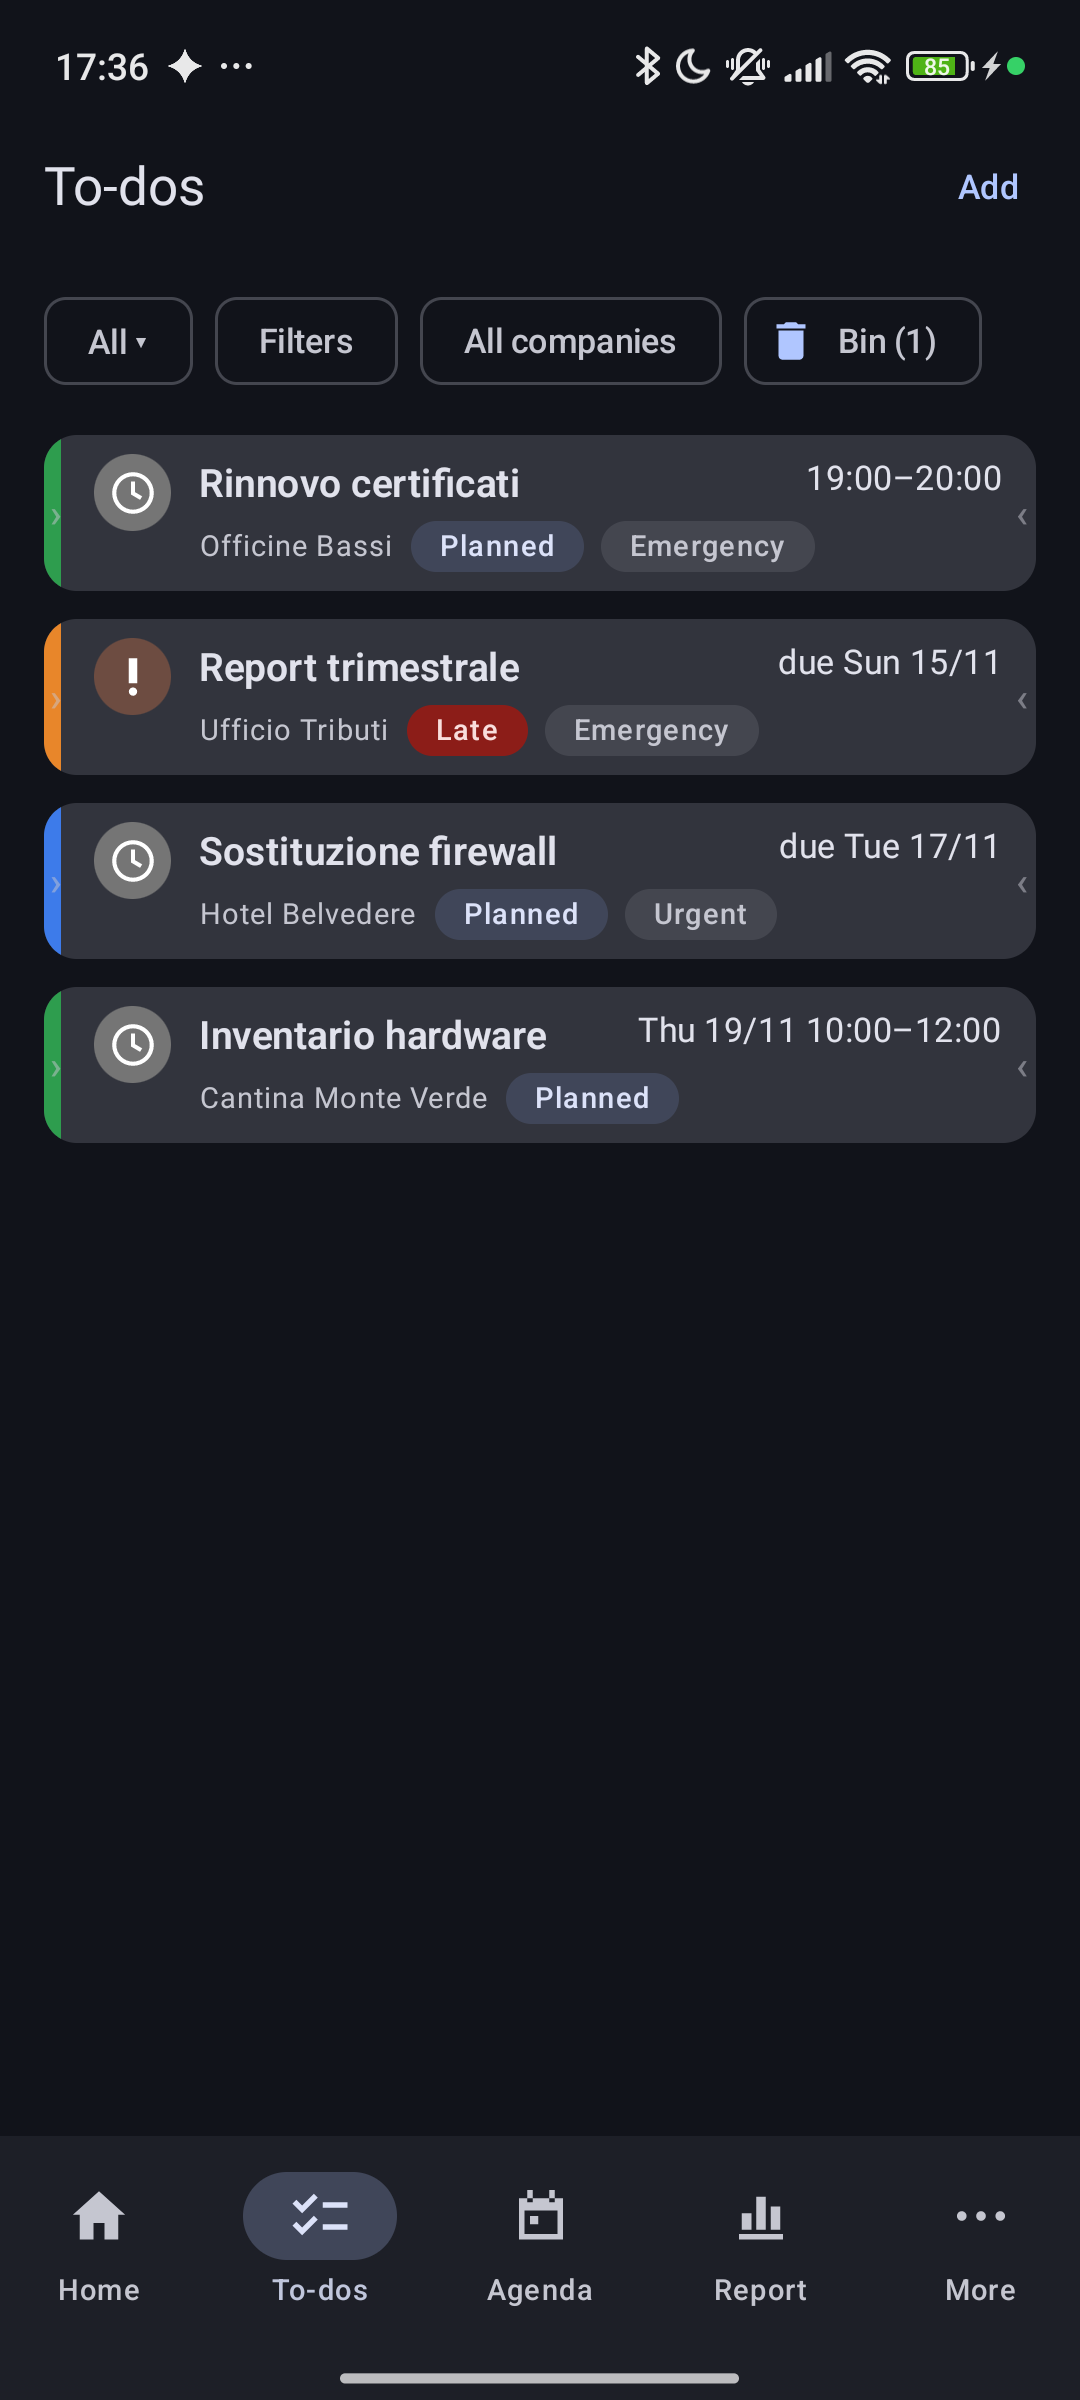 17:36
85
To-dos
Add
All ▾
Filters
All companies
Bin (1)
Rinnovo certificati
19:00–20:00
Officine Bassi
Planned
Emergency
Report trimestrale
due Sun 15/11
Ufficio Tributi
Late
Emergency
Sostituzione firewall
due Tue 17/11
Hotel Belvedere
Planned
Urgent
Inventario hardware
Thu 19/11 10:00–12:00
Cantina Monte Verde
Planned
Home
To-dos
Agenda
Report
More